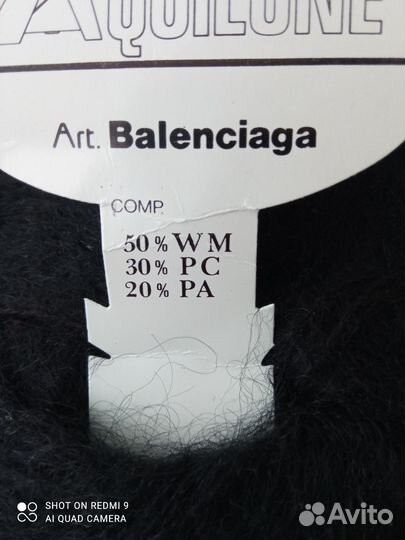 AQUILONE
Art. Balenciaga
COMP.
50% WM
30% PC
20% PA
SHOT ON REDMI 9
AI QUAD CAMERA
Avito